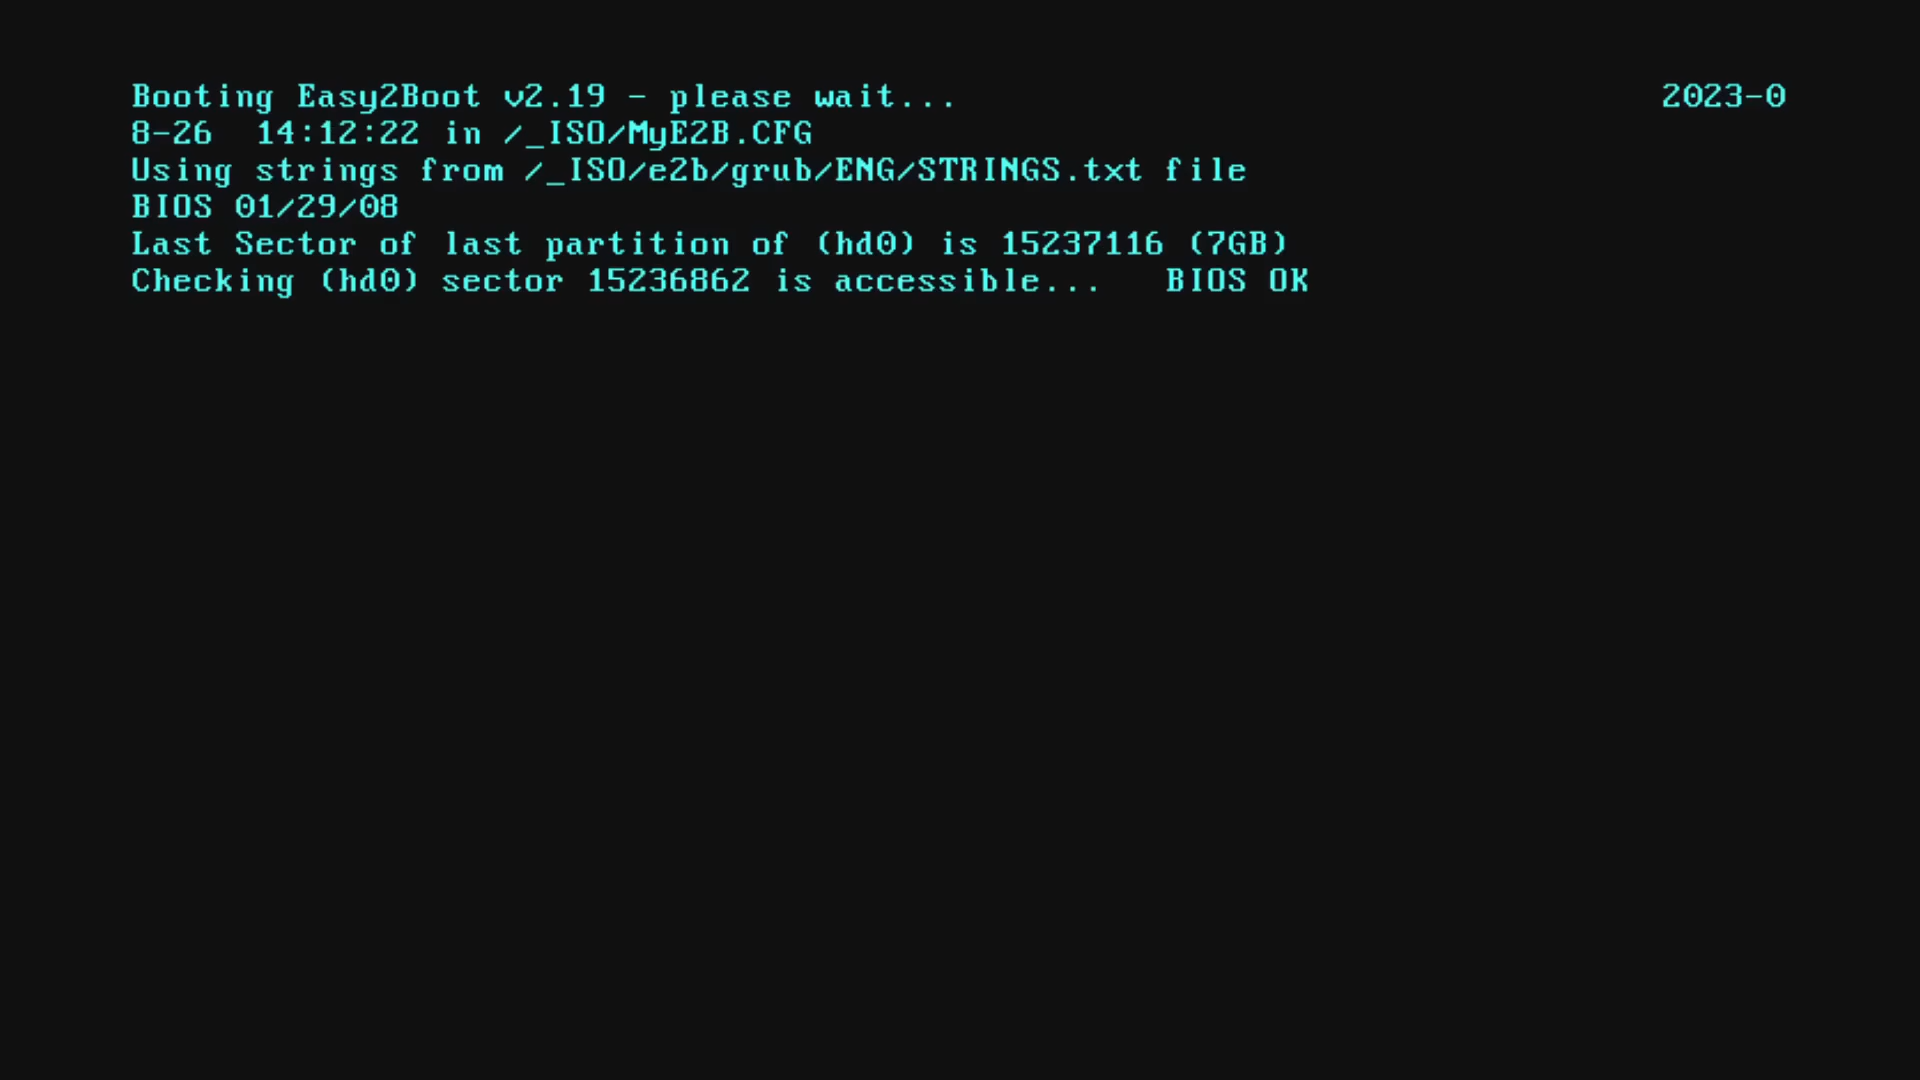 Booting Easy2Boot v2.19 - please wait... 2023-0
8-26  14:12:22 in /_ISO/MyE2B.CFG
Using strings from /_ISO/e2b/grub/ENG/STRINGS.txt file
BIOS 01/29/08
Last Sector of last partition of (hd0) is 15237116 (7GB)
Checking (hd0) sector 15236862 is accessible...   BIOS OK